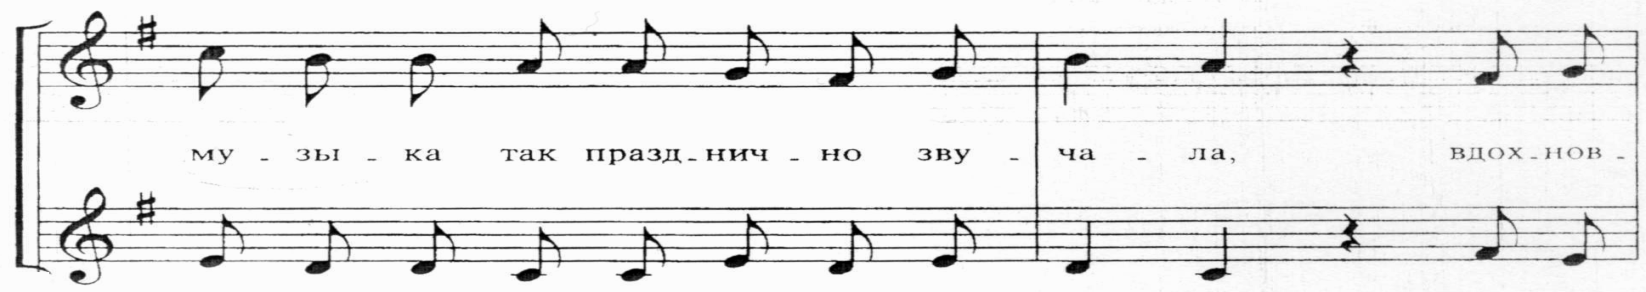 му - зы - ка так празд-нич - но зву - ча - ла, вдох-нов -